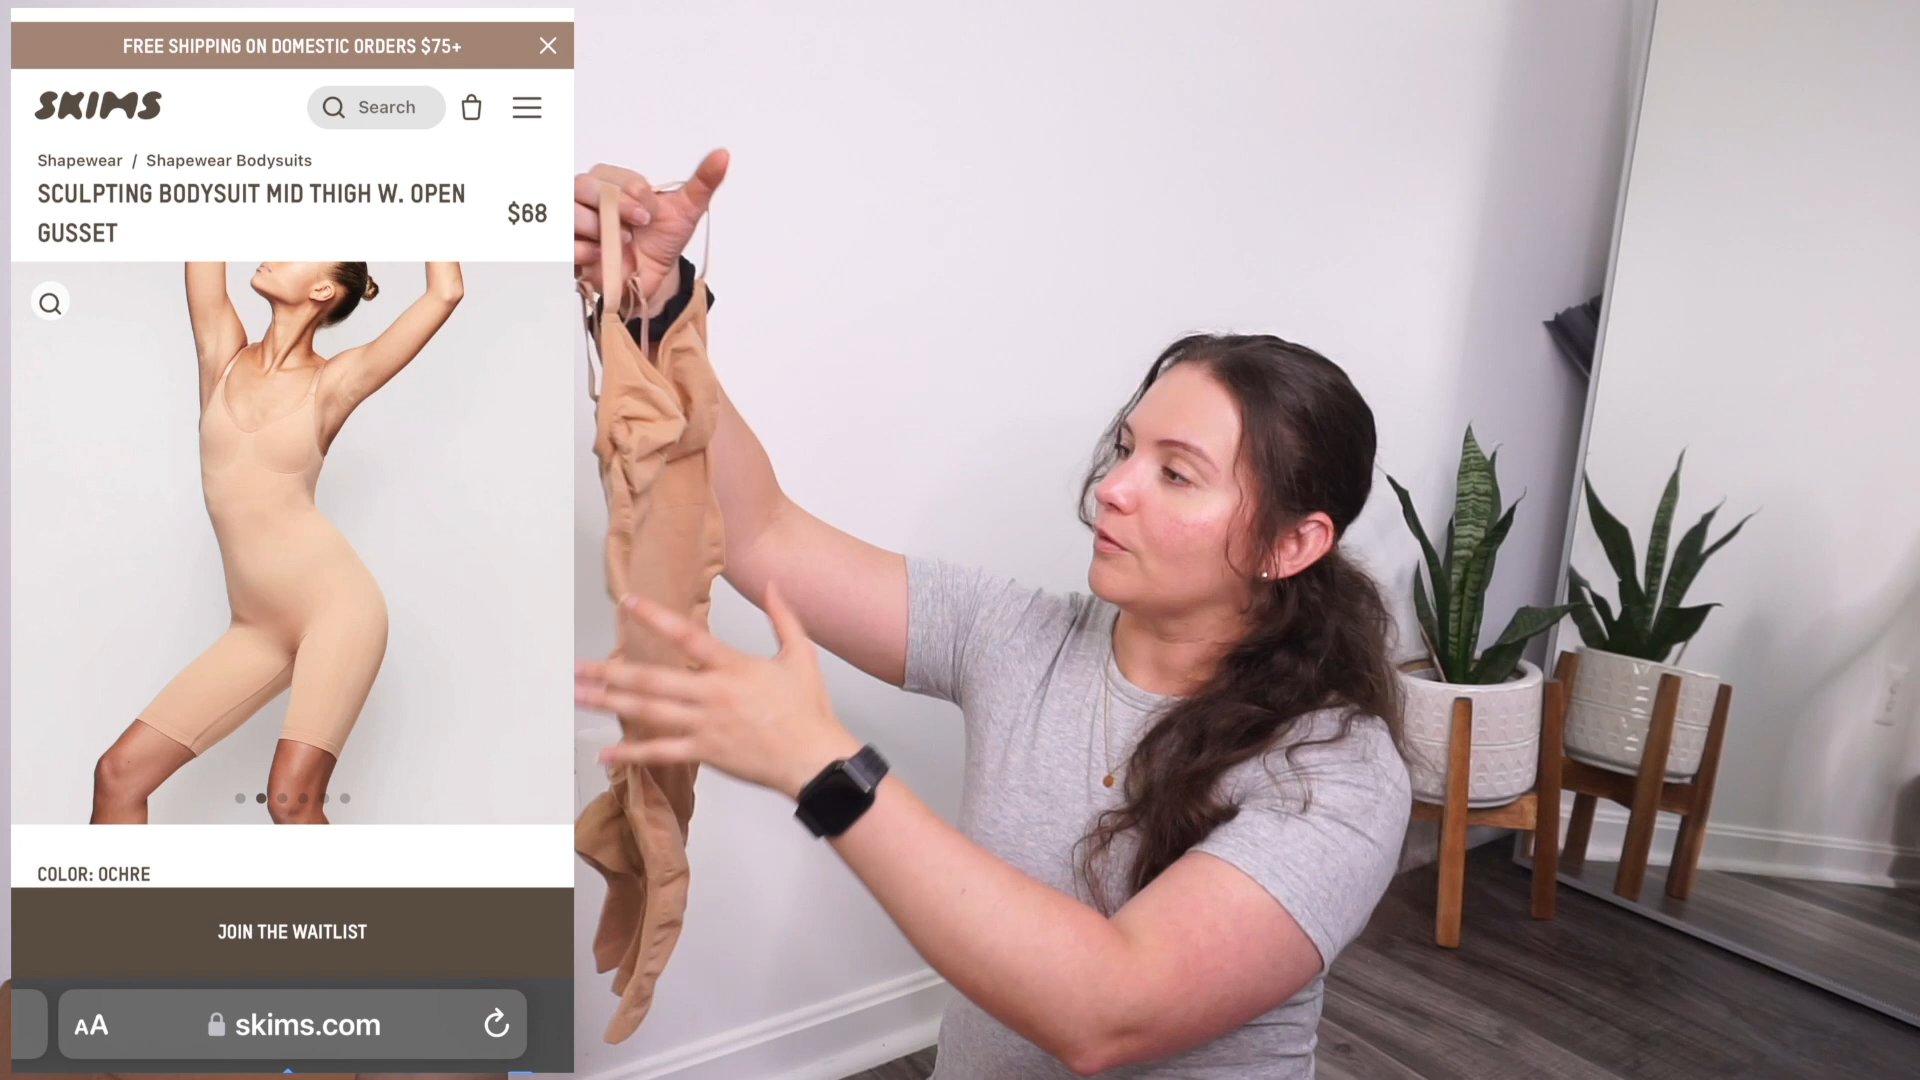 FREE SHIPPING ON DOMESTIC ORDERS $75+
SKIMS
Search
Shapewear / Shapewear Bodysuits
SCULPTING BODYSUIT MID THIGH W. OPEN
GUSSET
$68
COLOR: OCHRE
JOIN THE WAITLIST
AA
skims.com